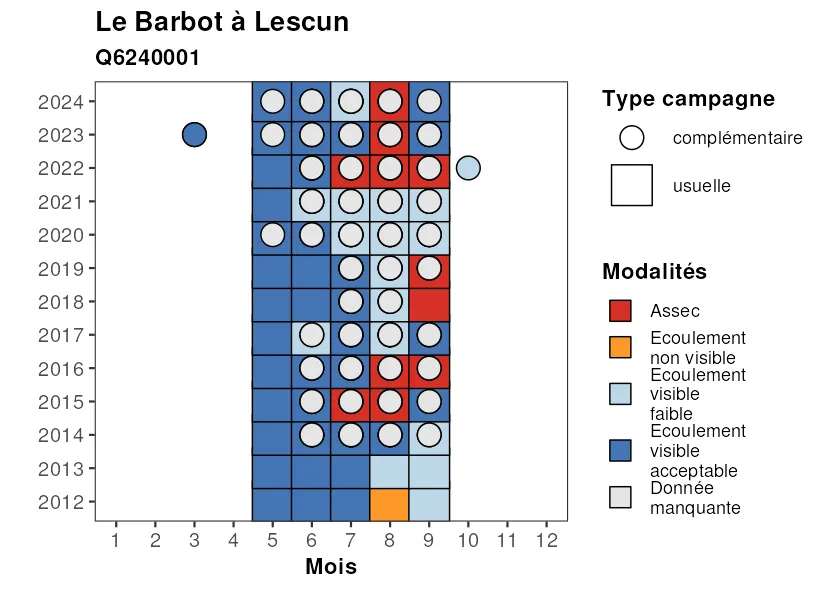 Le Barbot à Lescun
Q6240001
2024
2023
2022
2021
2020
2019
2018
2017
2016
2015
2014
2013
2012
1 2 3 4 5 6 7 8 9 10 11 12
Mois
Type campagne
complémentaire
usuelle
Modalités
Assec
Ecoulement
non visible
Ecoulement
visible
faible
Ecoulement
visible
acceptable
Donnée
manquante